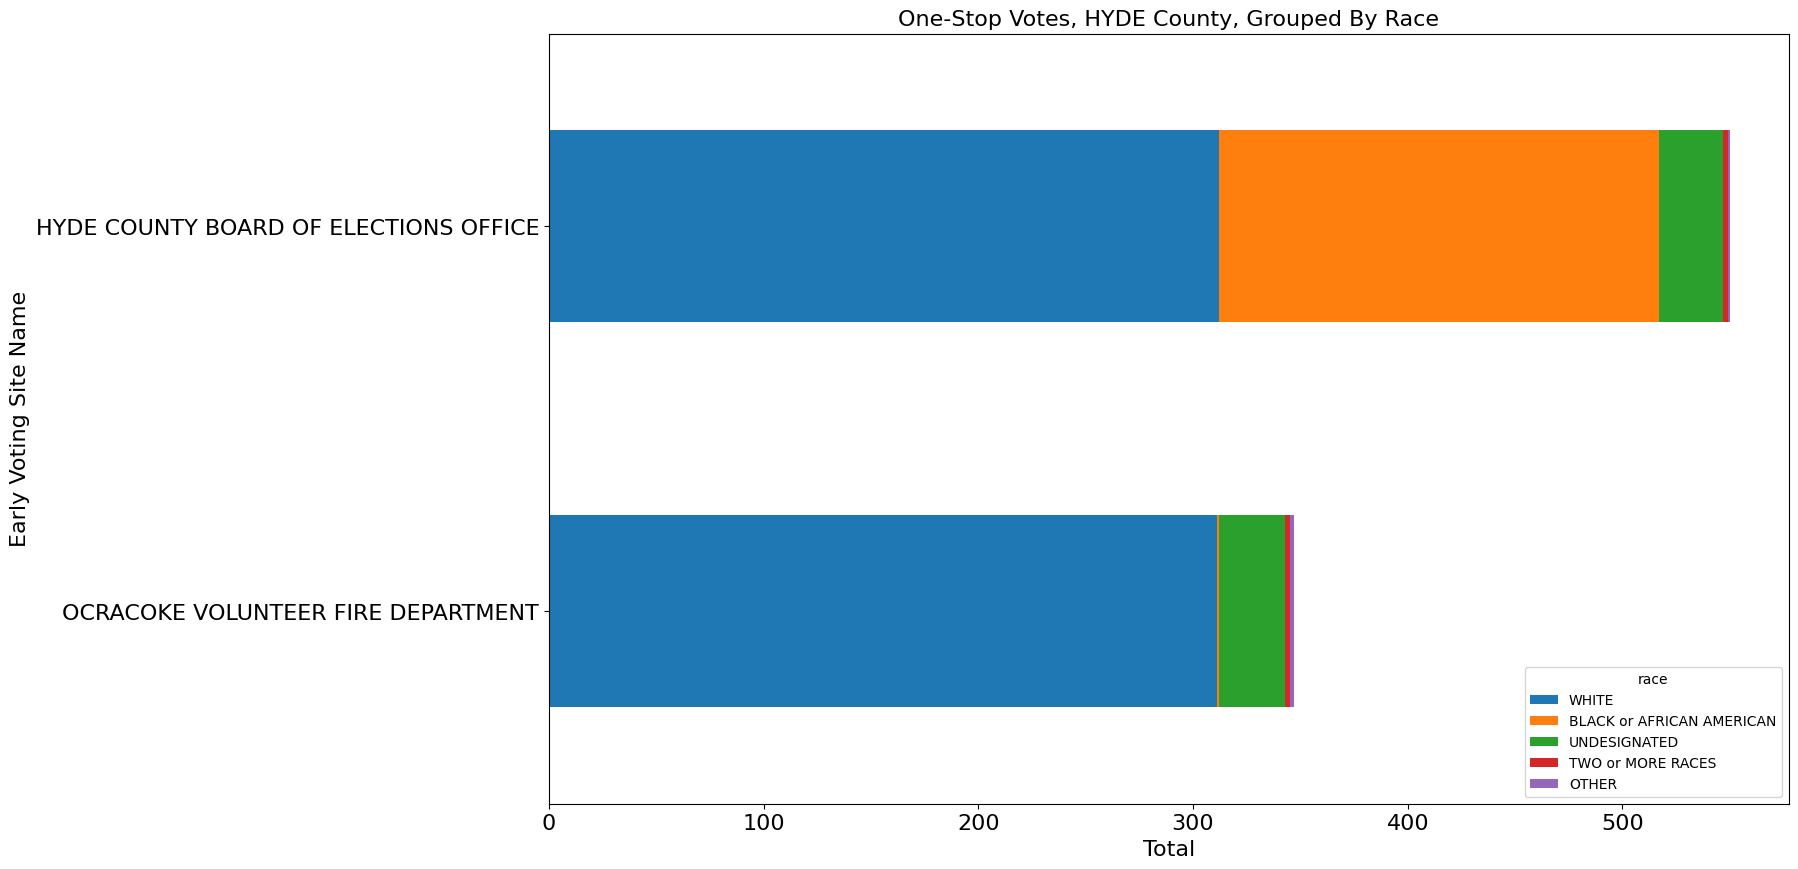 One-Stop Votes, HYDE County, Grouped By Race
Early Voting Site Name
HYDE COUNTY BOARD OF ELECTIONS OFFICE
OCRACOKE VOLUNTEER FIRE DEPARTMENT
race
WHITE
BLACK or AFRICAN AMERICAN
UNDESIGNATED
TWO or MORE RACES
OTHER
0 100 200 300 400 500
Total